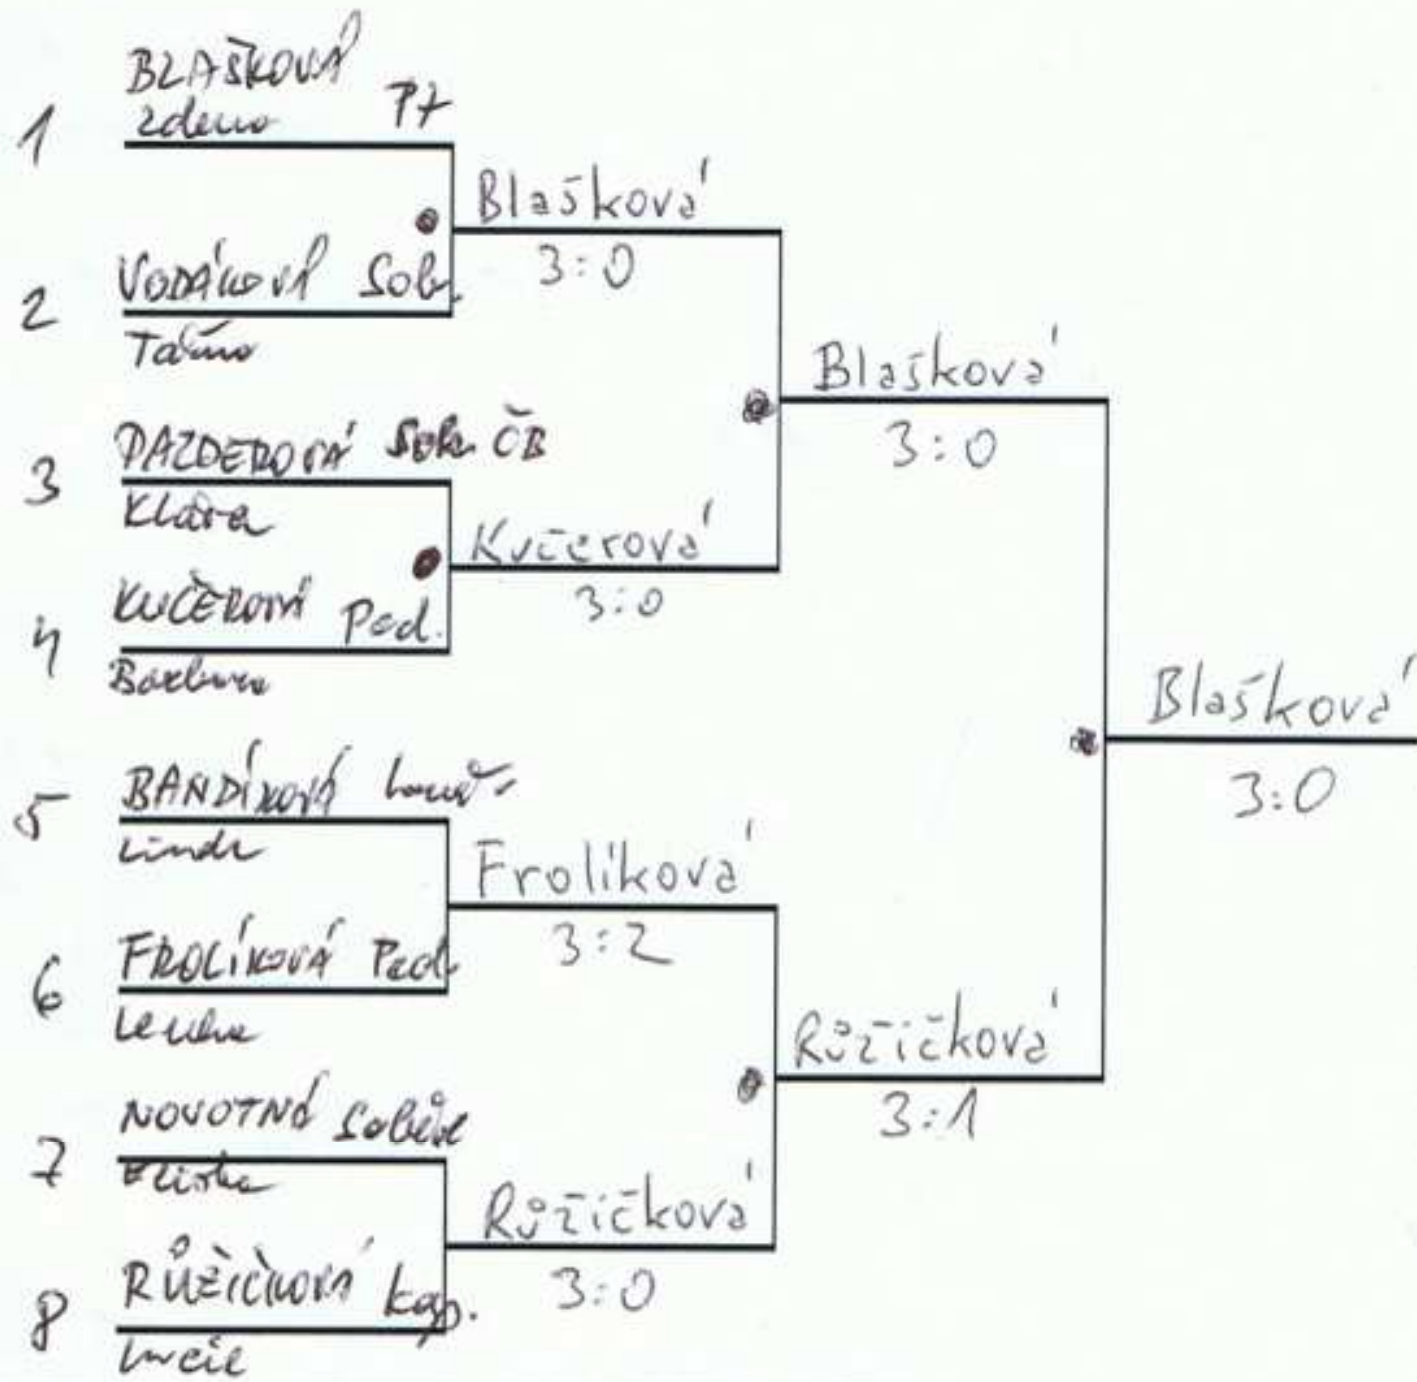 1
BLAŠKOVÁ
Zdena PT
2
VODÁKOVÁ Sob.
3
PAZDEROVÁ Sok. ČB
Klára
4
KUČEROVÁ Ped.
Barbora
5
BANDÍKOVÁ
Linda
6
FROLÍKOVÁ Ped.
Lenka
7
NOVOTNÁ
Eliška
8
RŮŽIČKOVÁ Kap.
Lucie
Blašková
3:0
Kučerová
3:0
Frolíková
3:2
Růžičková
3:0
Blašková
3:0
Růžičková
3:1
Blašková
3:0